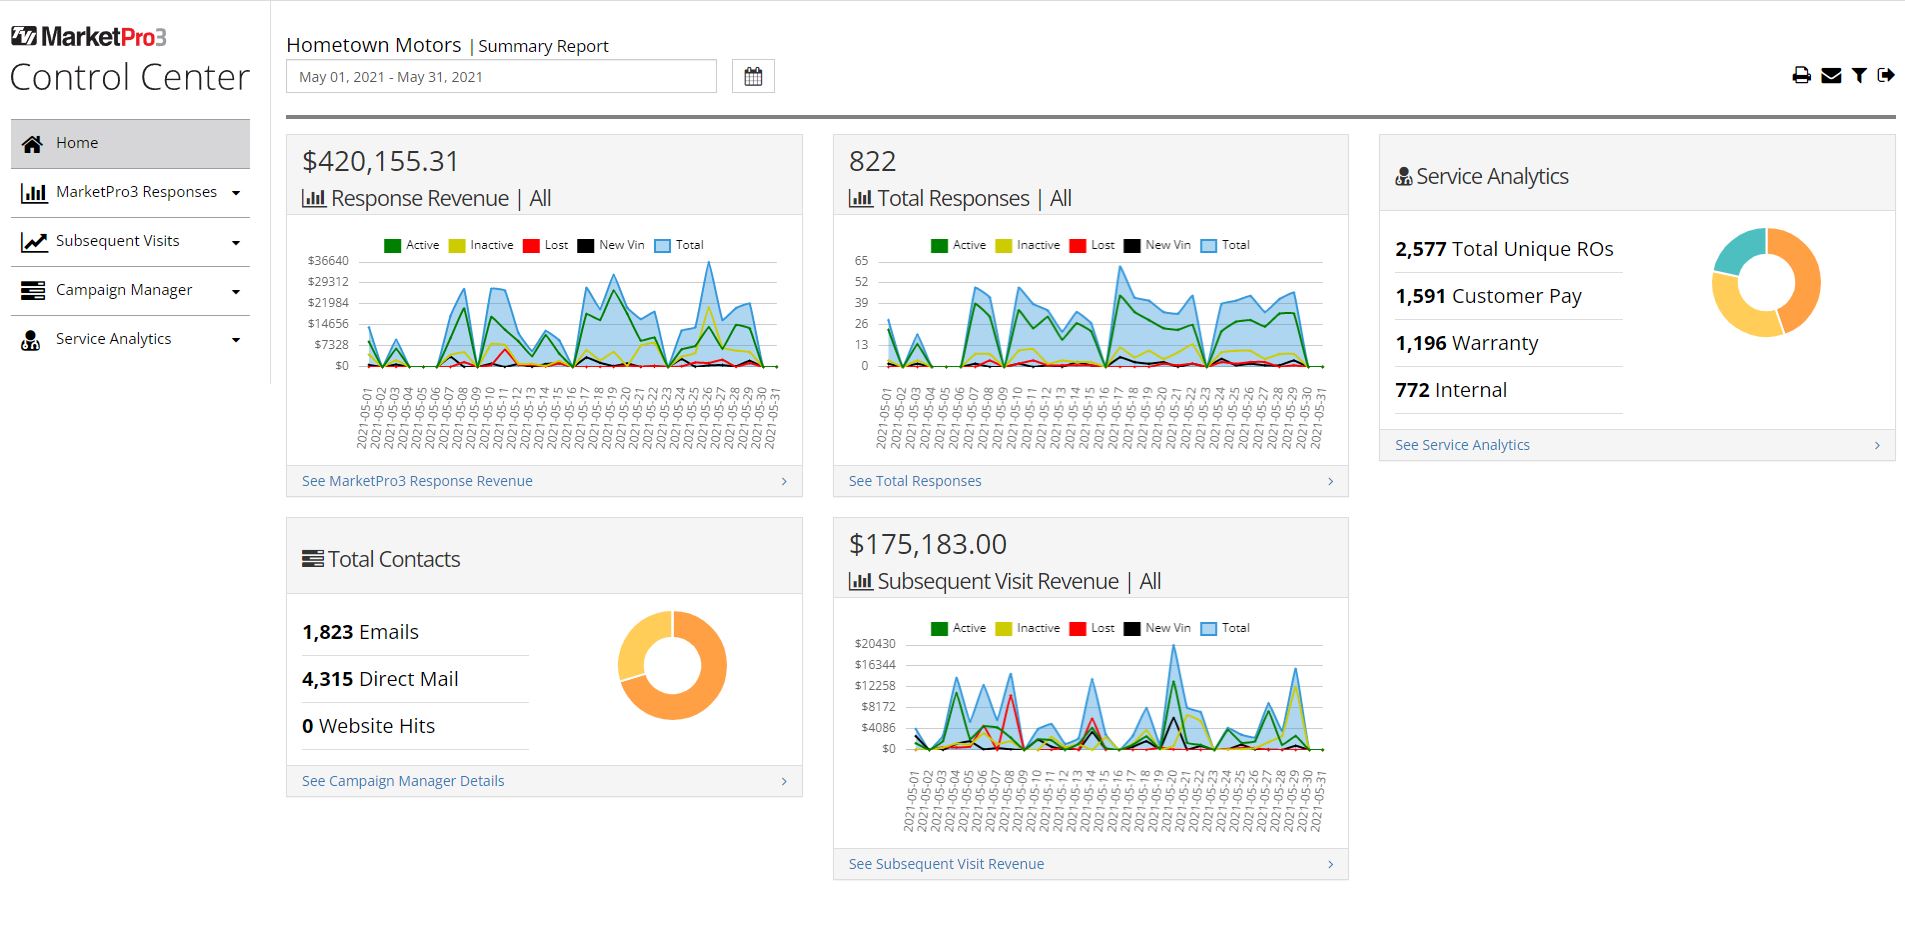 TVI MarketPro3
Control Center
Home
MarketPro3 Responses
Subsequent Visits
Campaign Manager
Service Analytics
Hometown Motors | Summary Report
May 01, 2021 - May 31, 2021
$420,155.31
Response Revenue | All
Active Inactive Lost New Vin Total
$36640
$29312
$21984
$14656
$7328
$0
2021-05-01 2021-05-02 2021-05-03 2021-05-04 2021-05-05 2021-05-06 2021-05-07 2021-05-08 2021-05-09 2021-05-10 2021-05-11 2021-05-12 2021-05-13 2021-05-14 2021-05-15 2021-05-16 2021-05-17 2021-05-18 2021-05-19 2021-05-20 2021-05-21 2021-05-22 2021-05-23 2021-05-24 2021-05-25 2021-05-26 2021-05-27 2021-05-28 2021-05-29 2021-05-30 2021-05-31
See MarketPro3 Response Revenue
822
Total Responses | All
Active Inactive Lost New Vin Total
65
52
39
26
13
0
2021-05-01 2021-05-02 2021-05-03 2021-05-04 2021-05-05 2021-05-06 2021-05-07 2021-05-08 2021-05-09 2021-05-10 2021-05-11 2021-05-12 2021-05-13 2021-05-14 2021-05-15 2021-05-16 2021-05-17 2021-05-18 2021-05-19 2021-05-20 2021-05-21 2021-05-22 2021-05-23 2021-05-24 2021-05-25 2021-05-26 2021-05-27 2021-05-28 2021-05-29 2021-05-30 2021-05-31
See Total Responses
Service Analytics
2,577 Total Unique ROs
1,591 Customer Pay
1,196 Warranty
772 Internal
See Service Analytics
Total Contacts
1,823 Emails
4,315 Direct Mail
0 Website Hits
See Campaign Manager Details
$175,183.00
Subsequent Visit Revenue | All
Active Inactive Lost New Vin Total
$20430
$16344
$12258
$8172
$4086
$0
2021-05-01 2021-05-02 2021-05-03 2021-05-04 2021-05-05 2021-05-06 2021-05-07 2021-05-08 2021-05-09 2021-05-10 2021-05-11 2021-05-12 2021-05-13 2021-05-14 2021-05-15 2021-05-16 2021-05-17 2021-05-18 2021-05-19 2021-05-20 2021-05-21 2021-05-22 2021-05-23 2021-05-24 2021-05-25 2021-05-26 2021-05-27 2021-05-28 2021-05-29 2021-05-30 2021-05-31
See Subsequent Visit Revenue